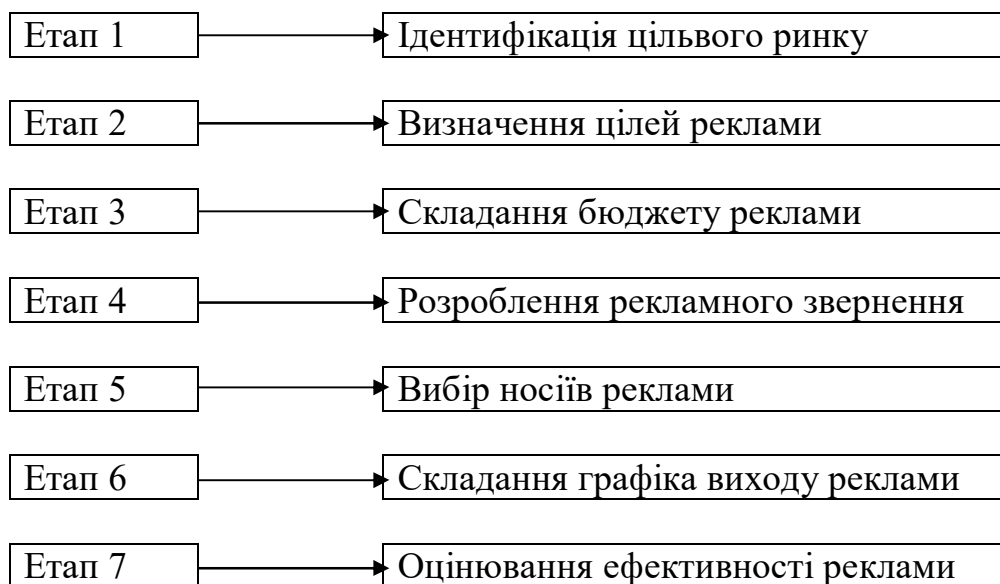 Етап 1 Ідентифікація цільвого ринку
Етап 2 Визначення цілей реклами
Етап 3 Складання бюджету реклами
Етап 4 Розроблення рекламного звернення
Етап 5 Вибір носіїв реклами
Етап 6 Складання графіка виходу реклами
Етап 7 Оцінювання ефективності реклами